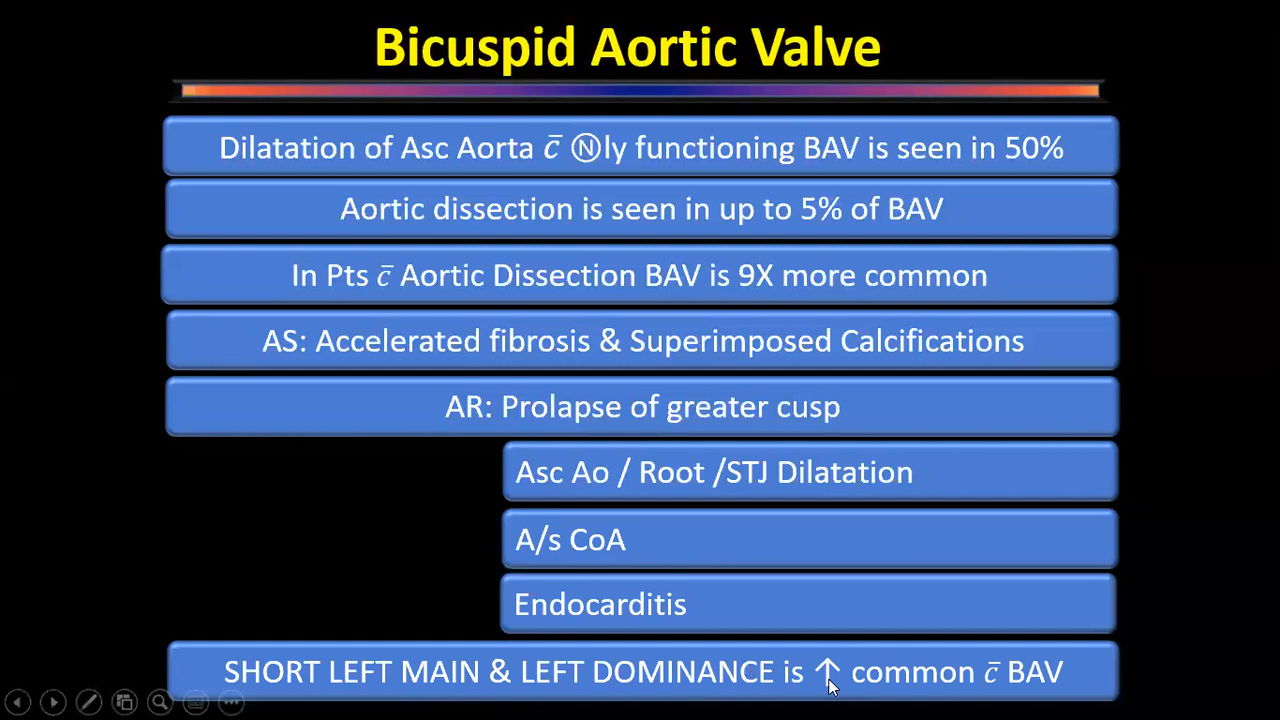 Bicuspid Aortic Valve
Dilatation of Asc Aorta c̄ Ⓝly functioning BAV is seen in 50%
Aortic dissection is seen in up to 5% of BAV
In Pts c̄ Aortic Dissection BAV is 9X more common
AS: Accelerated fibrosis & Superimposed Calcifications
AR: Prolapse of greater cusp
Asc Ao / Root /STJ Dilatation
A/s CoA
Endocarditis
SHORT LEFT MAIN & LEFT DOMINANCE is ↑ common c̄ BAV